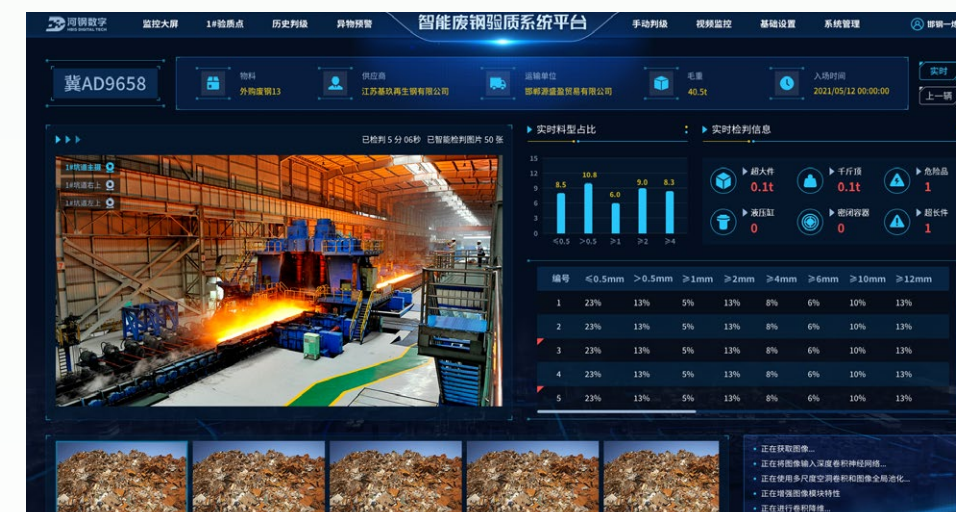 河钢数字
HBIS DIGITAL TECH
监控大屏
1#验质点
历史判级
异物预警
智能废钢验质系统平台
手动判级
视频监控
基础设置
系统管理
邯钢一
冀AD9658
物料
外购废钢13
供应商
江苏基玖再生钢有限公司
运输单位
邯郸源盛盈贸易有限公司
毛重
40.5t
入场时间
2021/05/12 00:00:00
实时
上一辆
已检判 5 分 06秒 已智能检判图片 50 张
1#坑道主摄
1#坑道右上
1#坑道左上
实时料型占比
15
12
9
6
3
0
8.5
10.8
6.0
9.0
8.3
≤0.5 >0.5 ≥1 ≥2 ≥4
实时检判信息
超大件
0.1t
千斤顶
0.1t
危险品
1
液压缸
0
密闭容器
0
超长件
1
编号 ≤0.5mm >0.5mm ≥1mm ≥2mm ≥4mm ≥6mm ≥10mm ≥12mm
1 23% 13% 5% 13% 8% 6% 10% 13%
2 23% 13% 5% 13% 8% 6% 10% 13%
3 23% 13% 5% 13% 8% 6% 10% 13%
4 23% 13% 5% 13% 8% 6% 10% 13%
5 23% 13% 5% 13% 8% 6% 10% 13%
正在获取图像...
正在将图像输入深度卷积神经网络...
正在使用多尺度空洞卷积和图像全局池化...
正在增强图像模块特性
正在进行卷积降维...